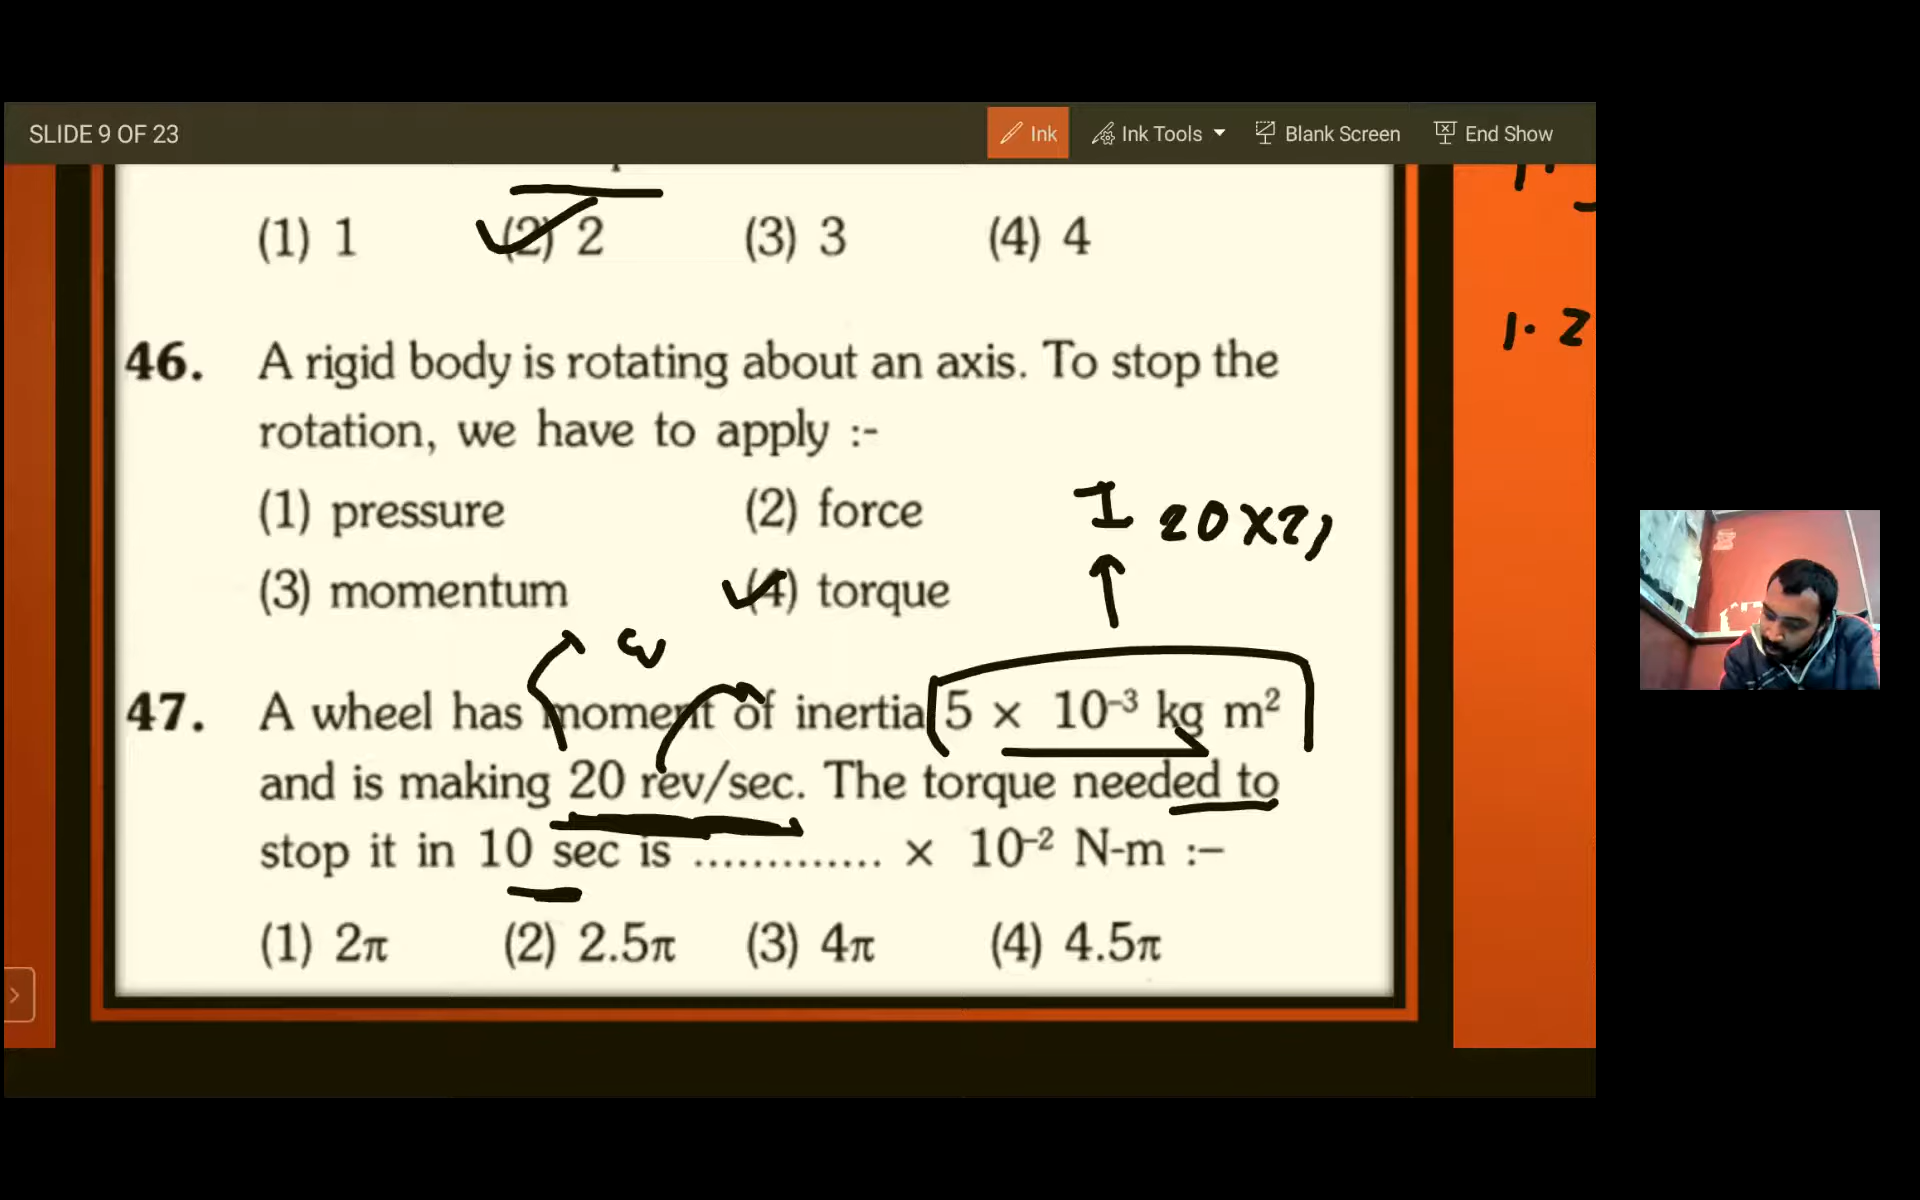 SLIDE 9 OF 23
Ink
Ink Tools
Blank Screen
End Show
(1) 1 (2) 2 (3) 3 (4) 4
1.2
46. A rigid body is rotating about an axis. To stop the
rotation, we have to apply :-
(1) pressure (2) force
I 20×2
(3) momentum (4) torque
ω
47. A wheel has moment of inertia 5 × 10⁻³ kg m²
and is making 20 rev/sec. The torque needed to
stop it in 10 sec is ............. × 10⁻² N-m :–
(1) 2π (2) 2.5π (3) 4π (4) 4.5π